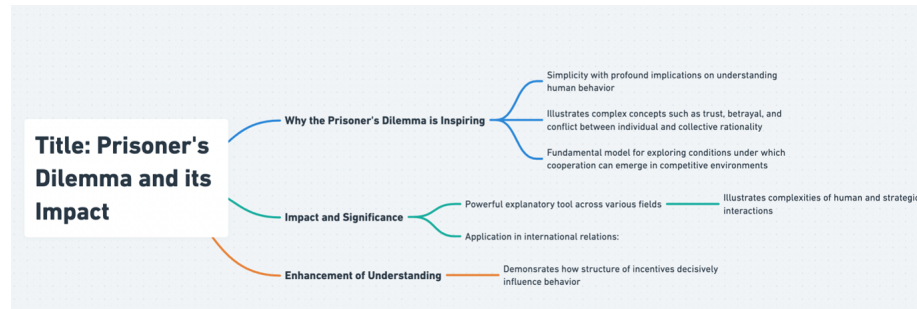 Title: Prisoner's
Dilemma and its
Impact
Why the Prisoner's Dilemma is Inspiring
Simplicity with profound implications on understanding
human behavior
Illustrates complex concepts such as trust, betrayal, and
conflict between individual and collective rationality
Fundamental model for exploring conditions under which
cooperation can emerge in competitive environments
Impact and Significance
Powerful explanatory tool across various fields
Illustrates complexities of human and strategic
interactions
Application in international relations:
Enhancement of Understanding
Demonsrates how structure of incentives decisively
influence behavior